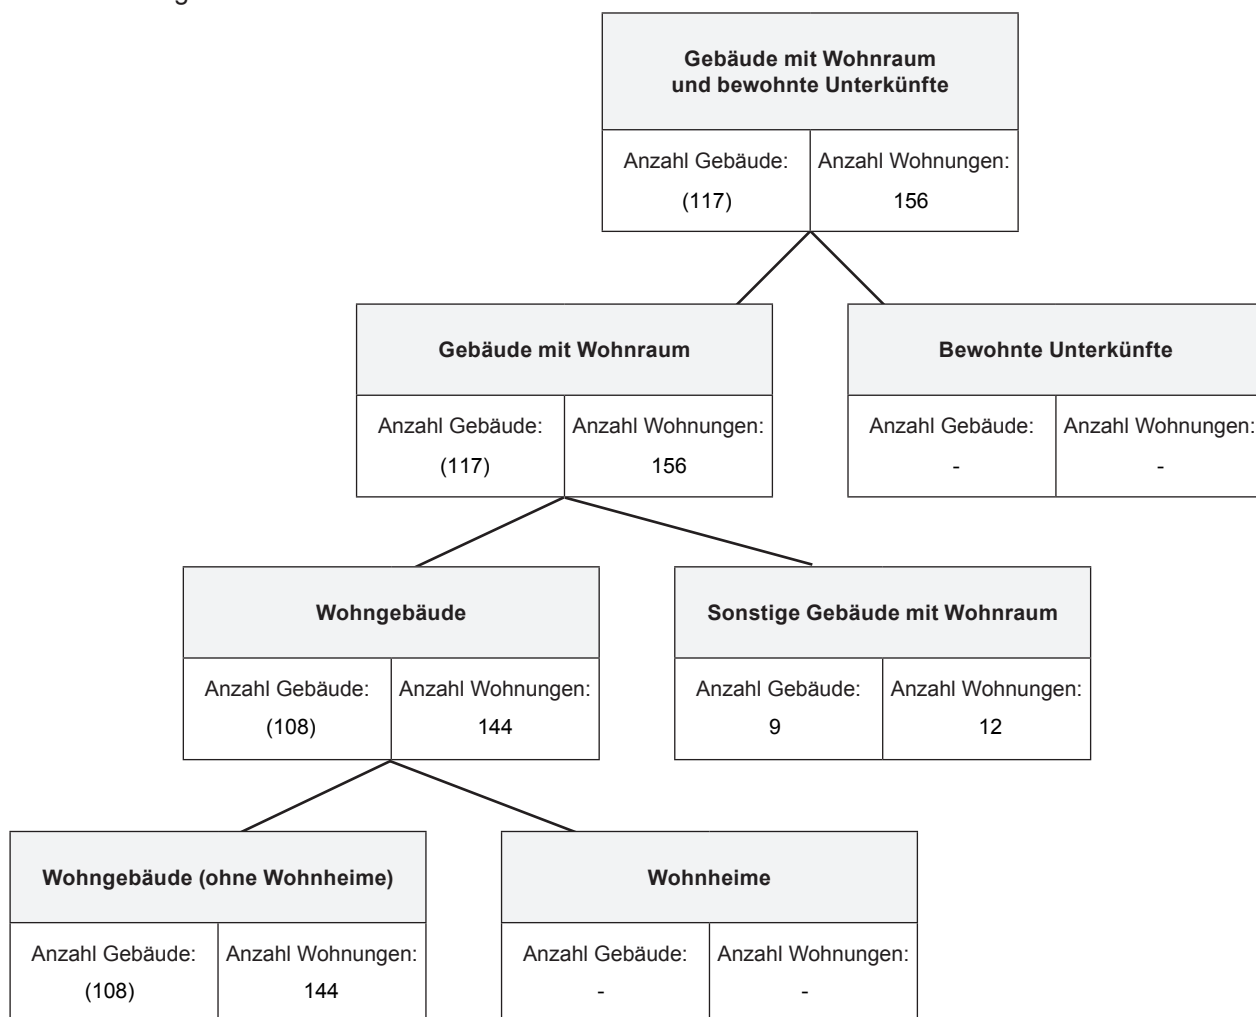 Gebäude mit Wohnraum
und bewohnte Unterkünfte
Anzahl Gebäude: Anzahl Wohnungen:
(117) 156
Gebäude mit Wohnraum
Bewohnte Unterkünfte
Anzahl Gebäude: Anzahl Wohnungen:
(117) 156
Anzahl Gebäude: Anzahl Wohnungen:
- -
Wohngebäude
Sonstige Gebäude mit Wohnraum
Anzahl Gebäude: Anzahl Wohnungen:
(108) 144
Anzahl Gebäude: Anzahl Wohnungen:
9 12
Wohngebäude (ohne Wohnheime)
Wohnheime
Anzahl Gebäude: Anzahl Wohnungen:
(108) 144
Anzahl Gebäude: Anzahl Wohnungen:
- -